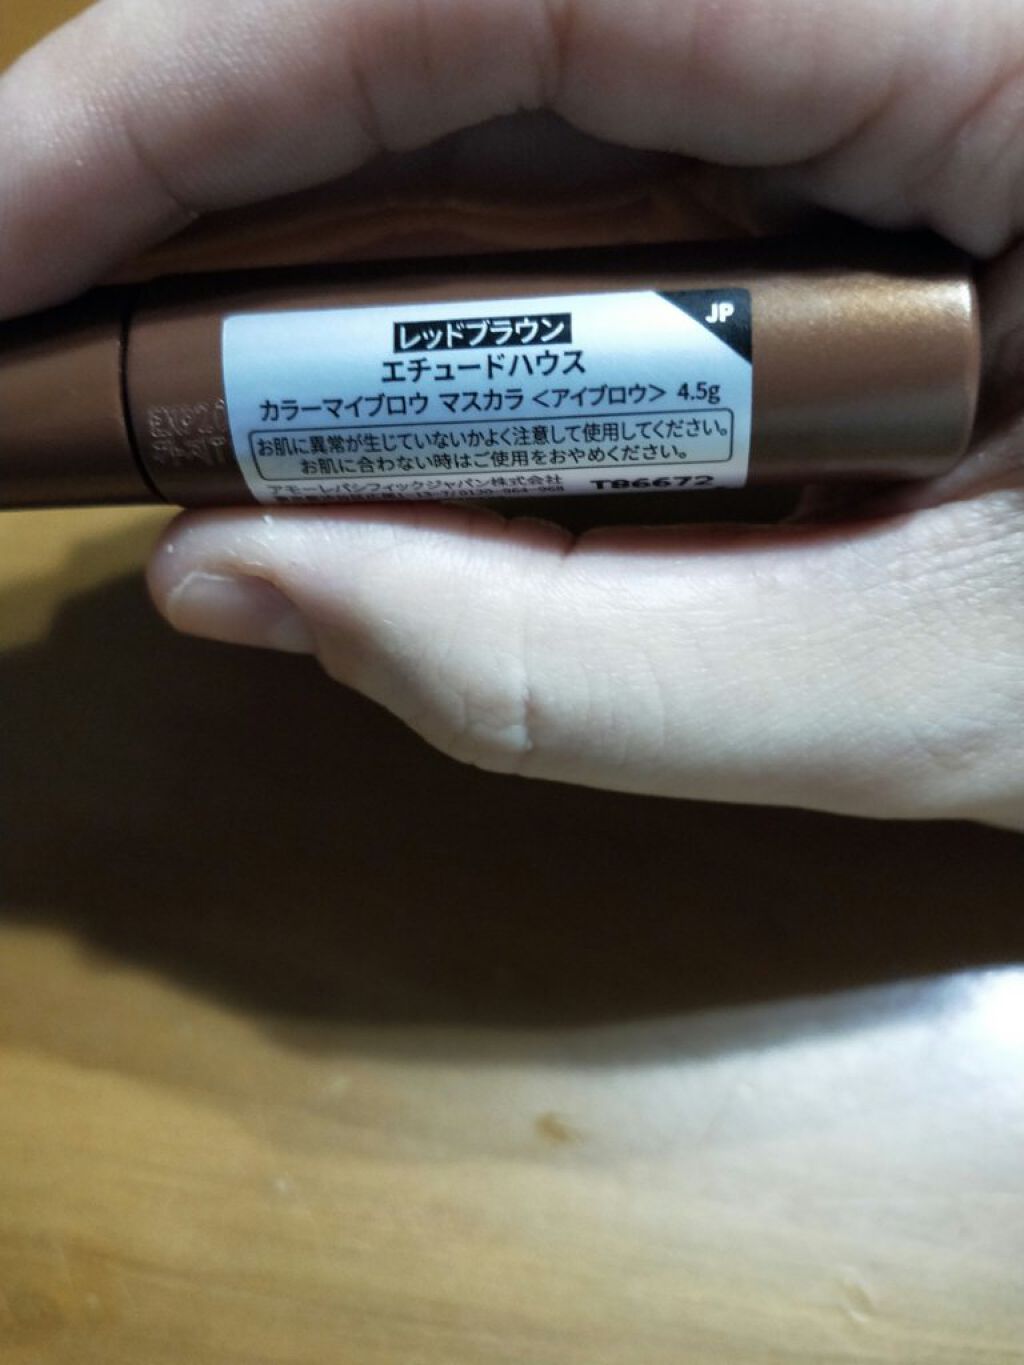 JP
レッドブラウン
エチュードハウス
カラーマイブロウ マスカラ <アイブロウ> 4.5g
お肌に異常が生じていないかよく注意して使用してください。
お肌に合わない時はご使用をおやめください。
アモーレパシフィックジャパン株式会社
T86672
EXP20